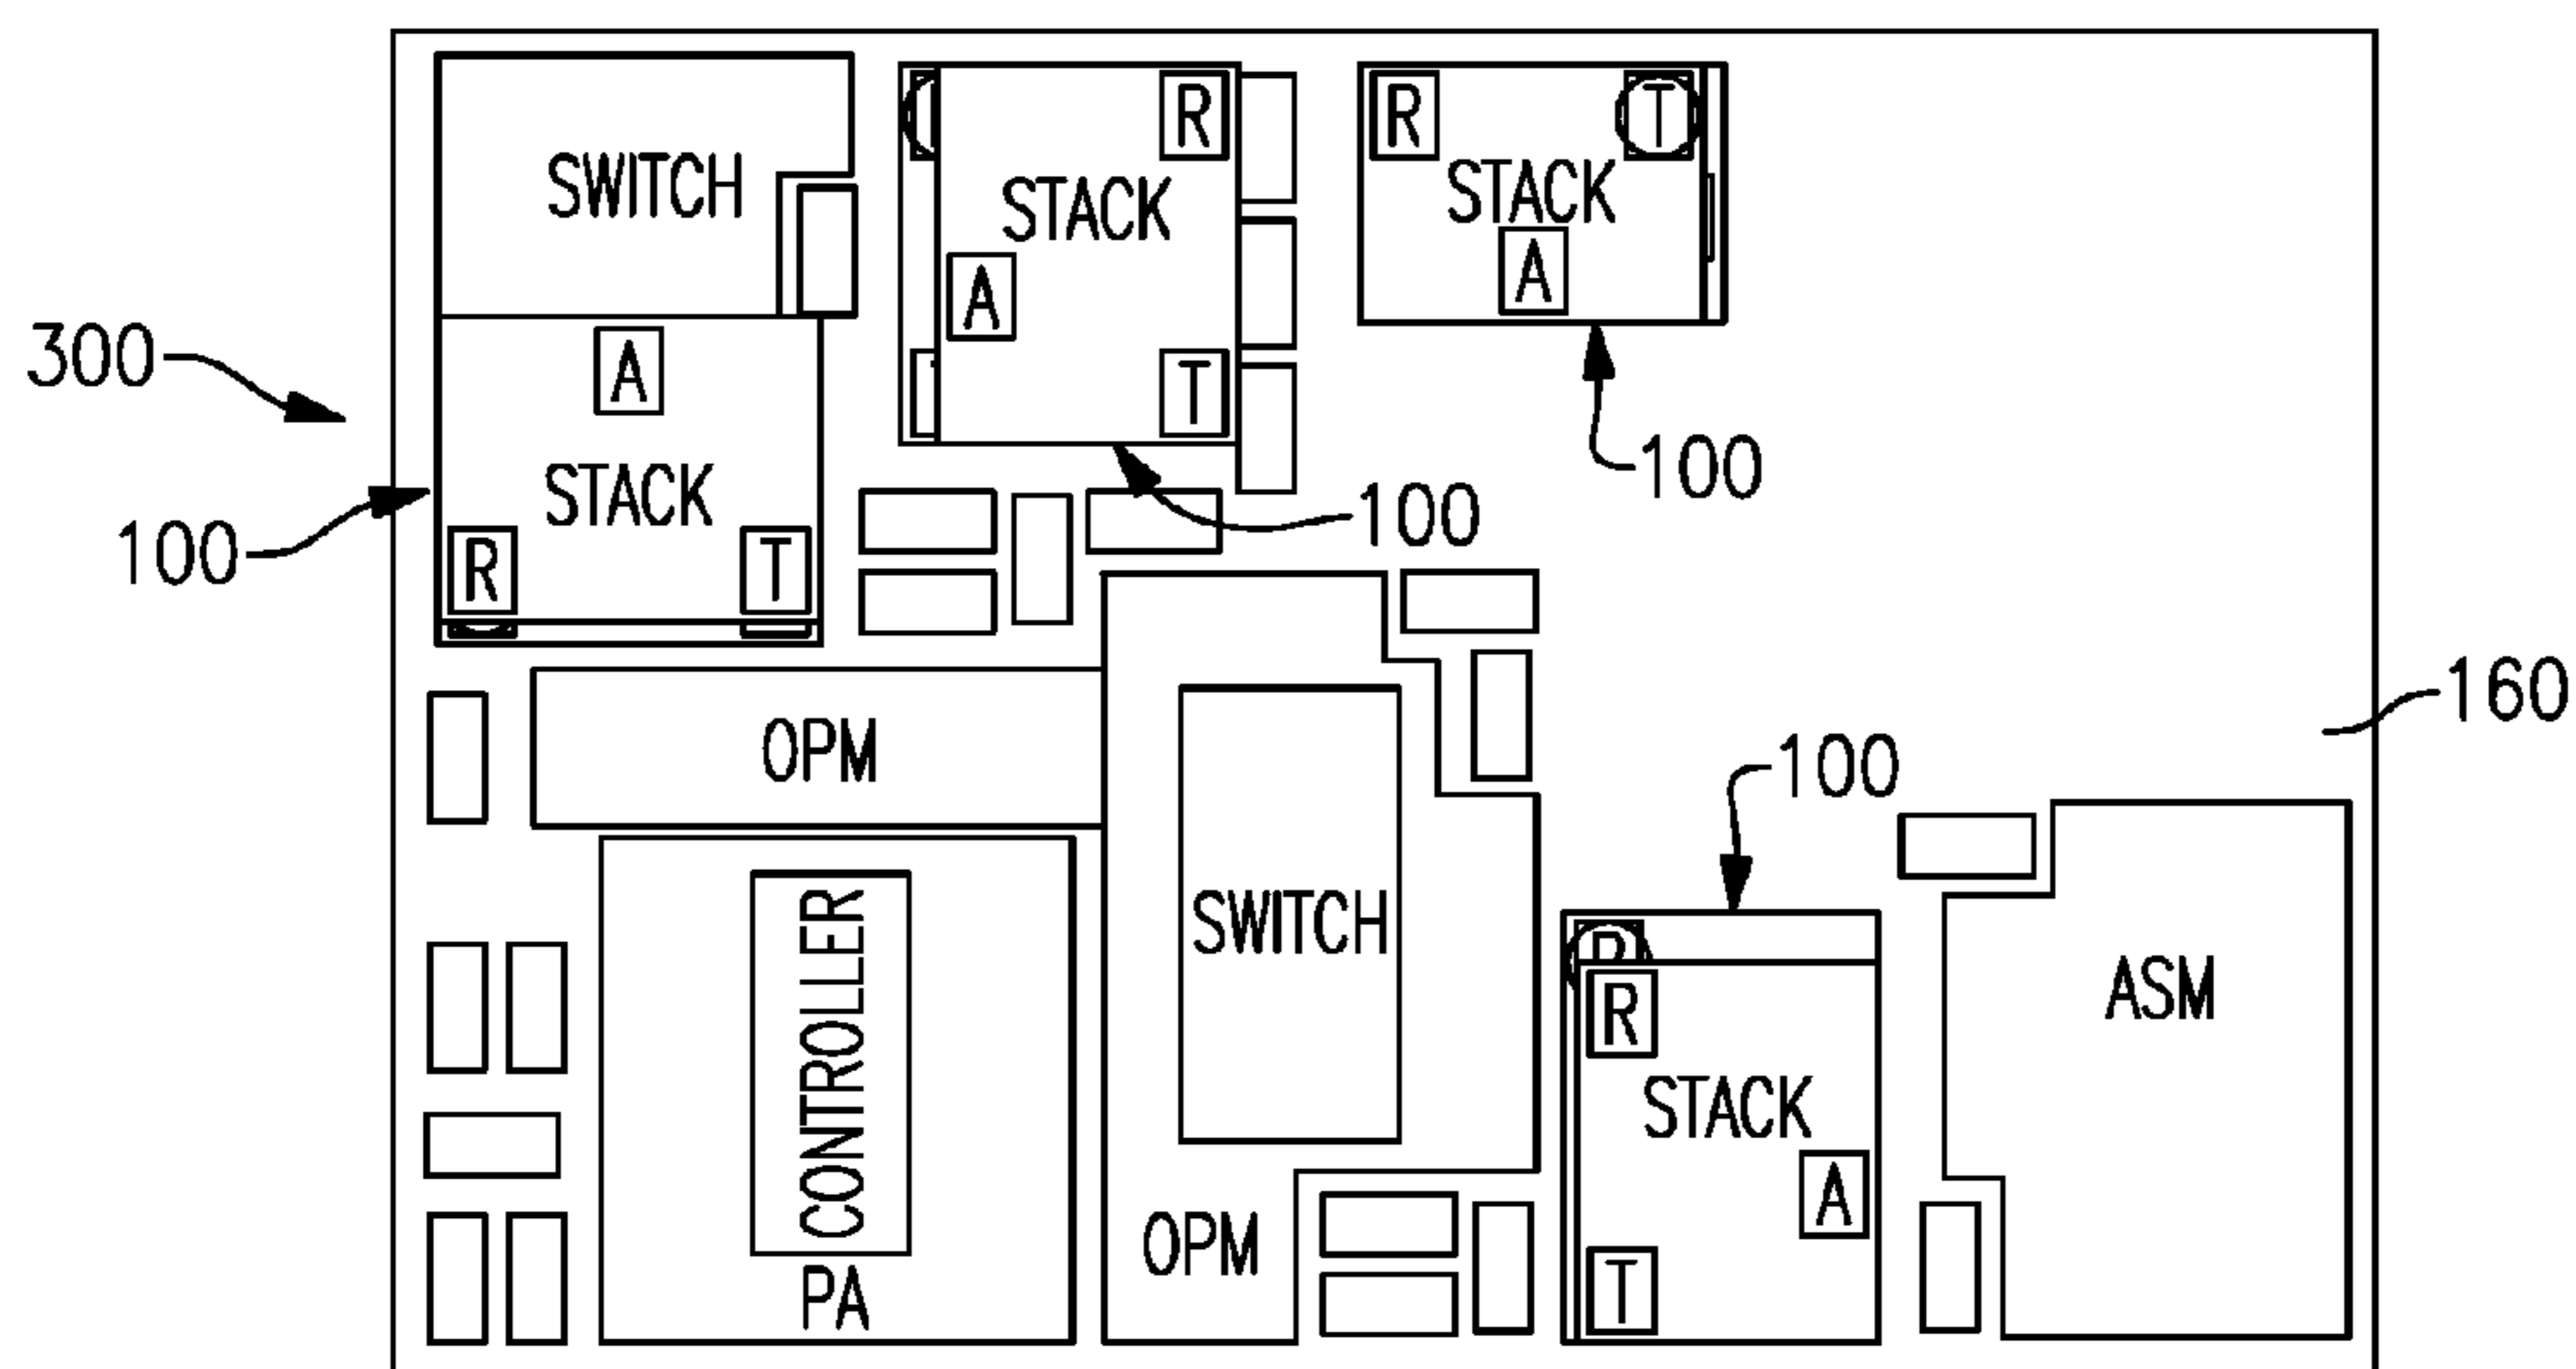 R
R
T
SWITCH
STACK
STACK
A
A
300
A
STACK
100
100
100
R
T
T
160
OPM
100
SWITCH
CONTROLLER
R
R
ASM
STACK
A
OPM
PA
T